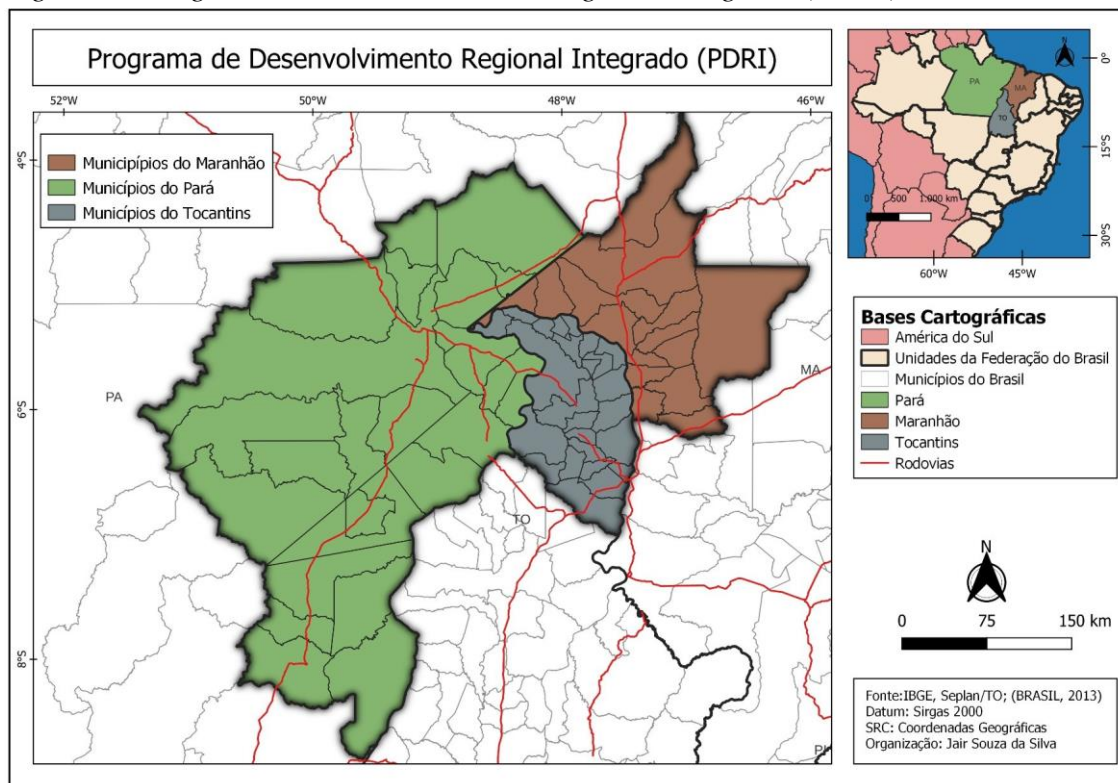 Programa de Desenvolvimento Regional Integrado (PDRI)
52°W
50°W
48°W
46°W
4°S
6°S
8°S
Municipípios do Maranhão
Municípios do Pará
Municípios do Tocantins
PA
MA
TO
PI
N
PA
MA
TO
0°
15°S
30°S
0
500
1.000 km
60°W
45°W
Bases Cartográficas
América do Sul
Unidades da Federação do Brasil
Municípios do Brasil
Pará
Maranhão
Tocantins
Rodovias
N
0
75
150 km
Fonte:IBGE, Seplan/TO; (BRASIL, 2013)
Datum: Sirgas 2000
SRC: Coordenadas Geográficas
Organização: Jair Souza da Silva